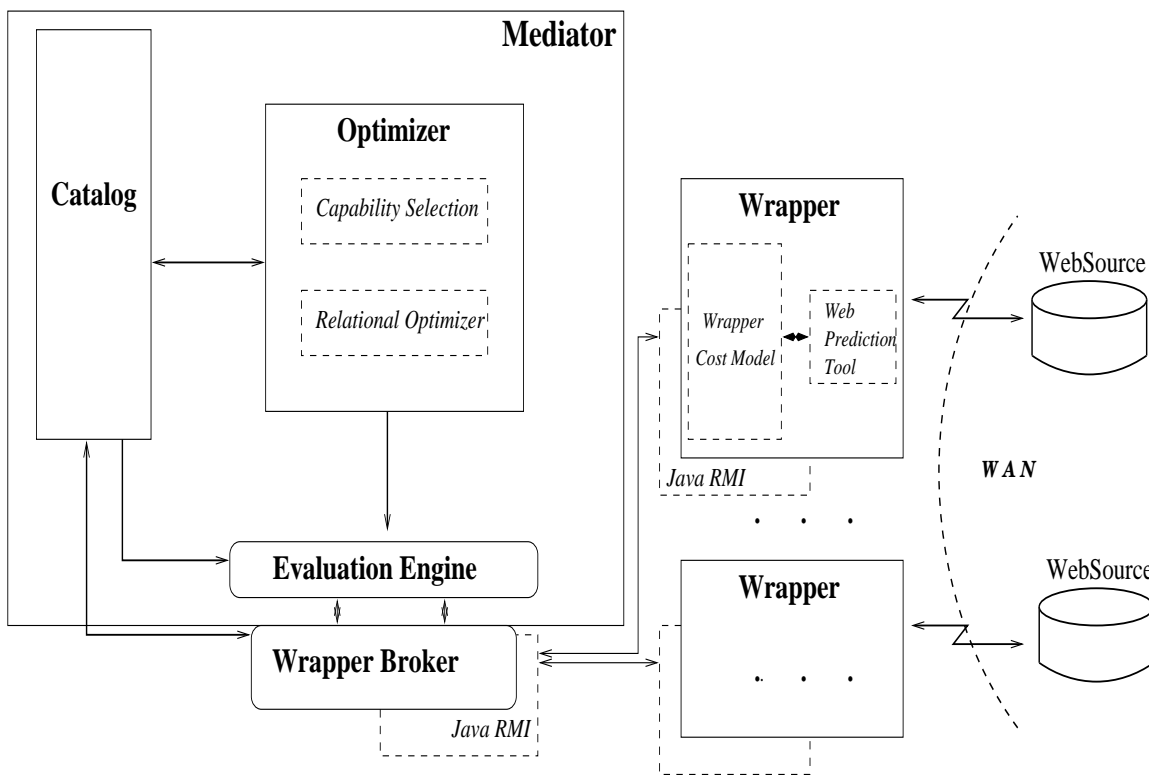 Mediator
Optimizer
Catalog
Capability Selection
Relational Optimizer
Evaluation Engine
Wrapper Broker
Java RMI
Wrapper
Wrapper
Cost Model
Web
Prediction
Tool
Java RMI
. . .
Wrapper
. . .
WebSource
WAN
WebSource